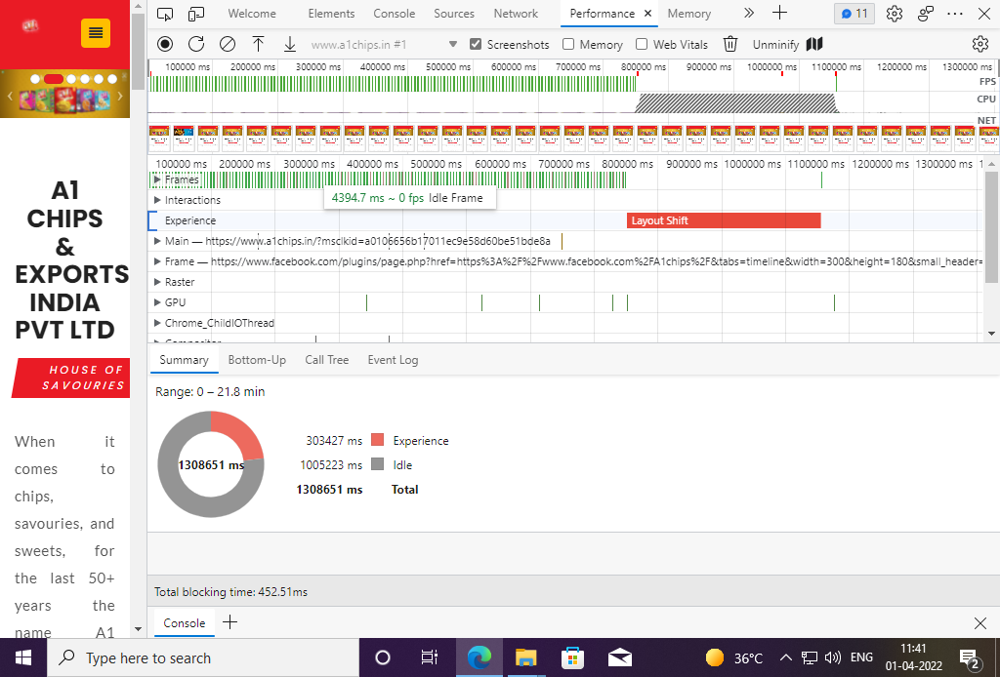 Welcome Elements Console Sources Network Performance Memory 11
www.a1chips.in #1 Screenshots Memory Web Vitals Unminify
100000 ms 200000 ms 300000 ms 400000 ms 500000 ms 600000 ms 700000 ms 800000 ms 900000 ms 1000000 ms 1100000 ms 1200000 ms 1300000 ms
FPS
CPU
NET
100000 ms 200000 ms 300000 ms 400000 ms 500000 ms 600000 ms 700000 ms 800000 ms 900000 ms 1000000 ms 1100000 ms 1200000 ms 1300000 ms
Frames
4394.7 ms ~ 0 fps Idle Frame
Interactions
Experience Layout Shift
Main — https://www.a1chips.in/?msclkid=a0106656b17011ec9e58d60be51bde8a
Frame — https://www.facebook.com/plugins/page.php?href=https%3A%2F%2Fwww.facebook.com%2FA1chips%2F&tabs=timeline&width=300&height=180&small_header=
Raster
GPU
Chrome_ChildIOThread
Compositor
Summary Bottom-Up Call Tree Event Log
Range: 0 – 21.8 min
1308651 ms
303427 ms Experience
1005223 ms Idle
1308651 ms Total
Total blocking time: 452.51ms
Console
A1
CHIPS
&
EXPORTS
INDIA
PVT LTD
HOUSE OF
SAVOURIES
When it
comes to
chips,
savouries, and
sweets, for
the last 50+
years the
name A1
Type here to search
36°C ENG 11:41
01-04-2022
2